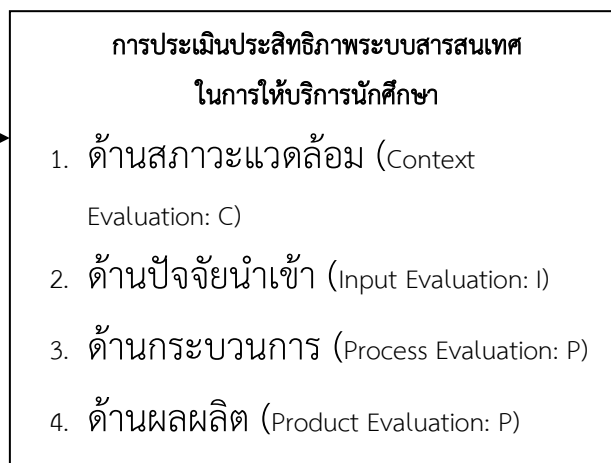 การประเมินประสิทธิภาพระบบสารสนเทศ
ในการให้บริการนักศึกษา
1. ด้านสภาวะแวดล้อม (Context
Evaluation: C)
2. ด้านปัจจัยนำเข้า (Input Evaluation: I)
3. ด้านกระบวนการ (Process Evaluation: P)
4. ด้านผลผลิต (Product Evaluation: P)